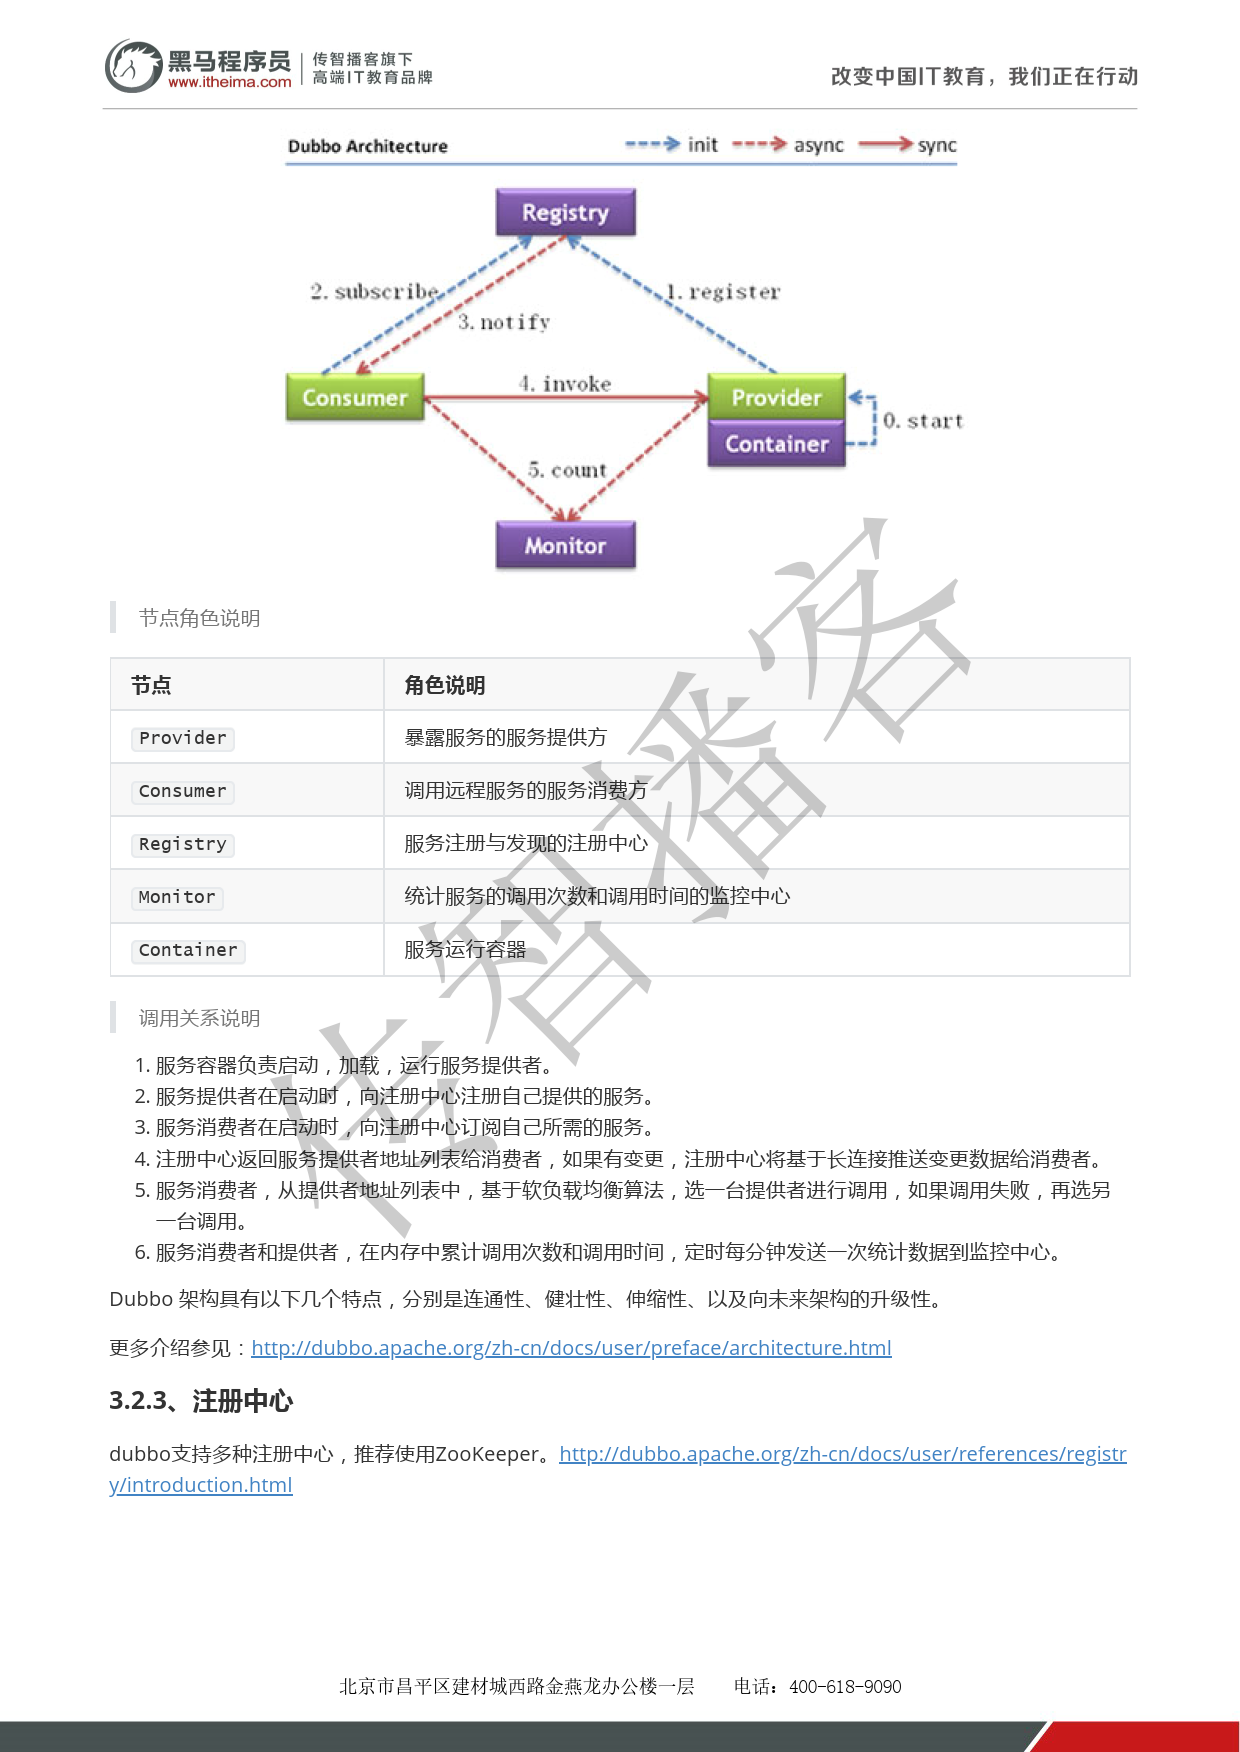 黑马程序员
www.itheima.com
传智播客旗下
高端IT教育品牌
改变中国IT教育，我们正在行动
Dubbo Architecture
init
async
sync
Registry
2. subscribe
1. register
3. notify
4. invoke
Consumer
Provider
0. start
Container
5. count
Monitor
节点角色说明
节点 角色说明
Provider 暴露服务的服务提供方
Consumer 调用远程服务的服务消费方
Registry 服务注册与发现的注册中心
Monitor 统计服务的调用次数和调用时间的监控中心
Container 服务运行容器
传智播客
调用关系说明
1. 服务容器负责启动，加载，运行服务提供者。
2. 服务提供者在启动时，向注册中心注册自己提供的服务。
3. 服务消费者在启动时，向注册中心订阅自己所需的服务。
4. 注册中心返回服务提供者地址列表给消费者，如果有变更，注册中心将基于长连接推送变更数据给消费者。
5. 服务消费者，从提供者地址列表中，基于软负载均衡算法，选一台提供者进行调用，如果调用失败，再选另
一台调用。
6. 服务消费者和提供者，在内存中累计调用次数和调用时间，定时每分钟发送一次统计数据到监控中心。
Dubbo 架构具有以下几个特点，分别是连通性、健壮性、伸缩性、以及向未来架构的升级性。
更多介绍参见：http://dubbo.apache.org/zh-cn/docs/user/preface/architecture.html
3.2.3、注册中心
dubbo支持多种注册中心，推荐使用ZooKeeper。http://dubbo.apache.org/zh-cn/docs/user/references/registr
y/introduction.html
北京市昌平区建材城西路金燕龙办公楼一层 电话：400-618-9090